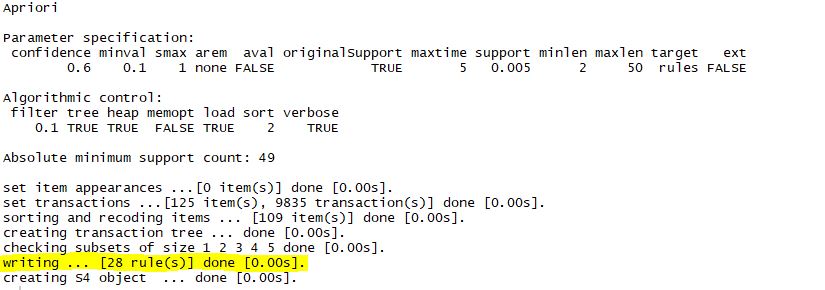 Apriori
Parameter specification:
confidence minval smax arem aval originalSupport maxtime support minlen maxlen target ext
0.6 0.1 1 none FALSE TRUE 5 0.005 2 50 rules FALSE
Algorithmic control:
filter tree heap memopt load sort verbose
0.1 TRUE TRUE FALSE TRUE 2 TRUE
Absolute minimum support count: 49
set item appearances ...[0 item(s)] done [0.00s].
set transactions ...[125 item(s), 9835 transaction(s)] done [0.00s].
sorting and recoding items ... [109 item(s)] done [0.00s].
creating transaction tree ... done [0.00s].
checking subsets of size 1 2 3 4 5 done [0.00s].
writing ... [28 rule(s)] done [0.00s].
creating S4 object ... done [0.00s].